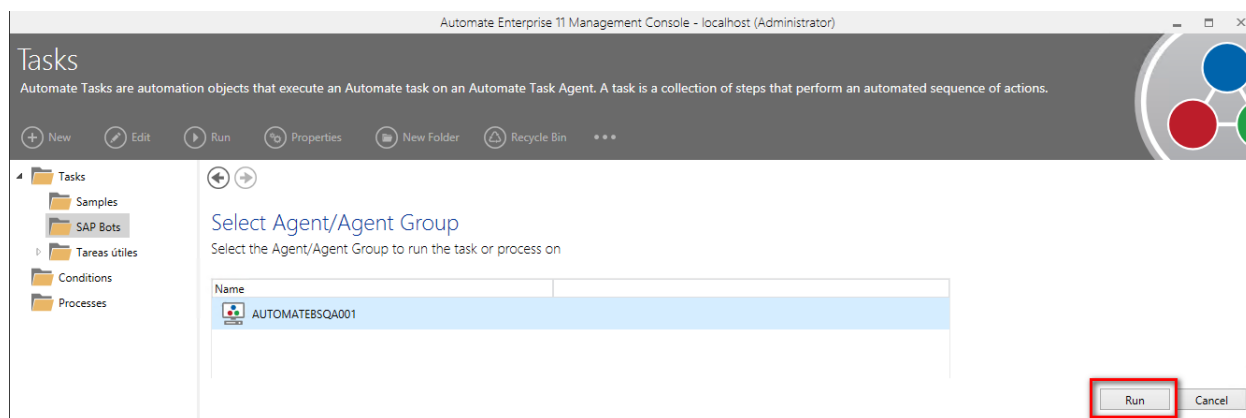 Automate Enterprise 11 Management Console - localhost (Administrator)
Tasks
Automate Tasks are automation objects that execute an Automate task on an Automate Task Agent. A task is a collection of steps that perform an automated sequence of actions.
New Edit Run Properties New Folder Recycle Bin
Tasks
Samples
SAP Bots
Tareas útiles
Conditions
Processes
Select Agent/Agent Group
Select the Agent/Agent Group to run the task or process on
Name
AUTOMATEBSQA001
Run Cancel